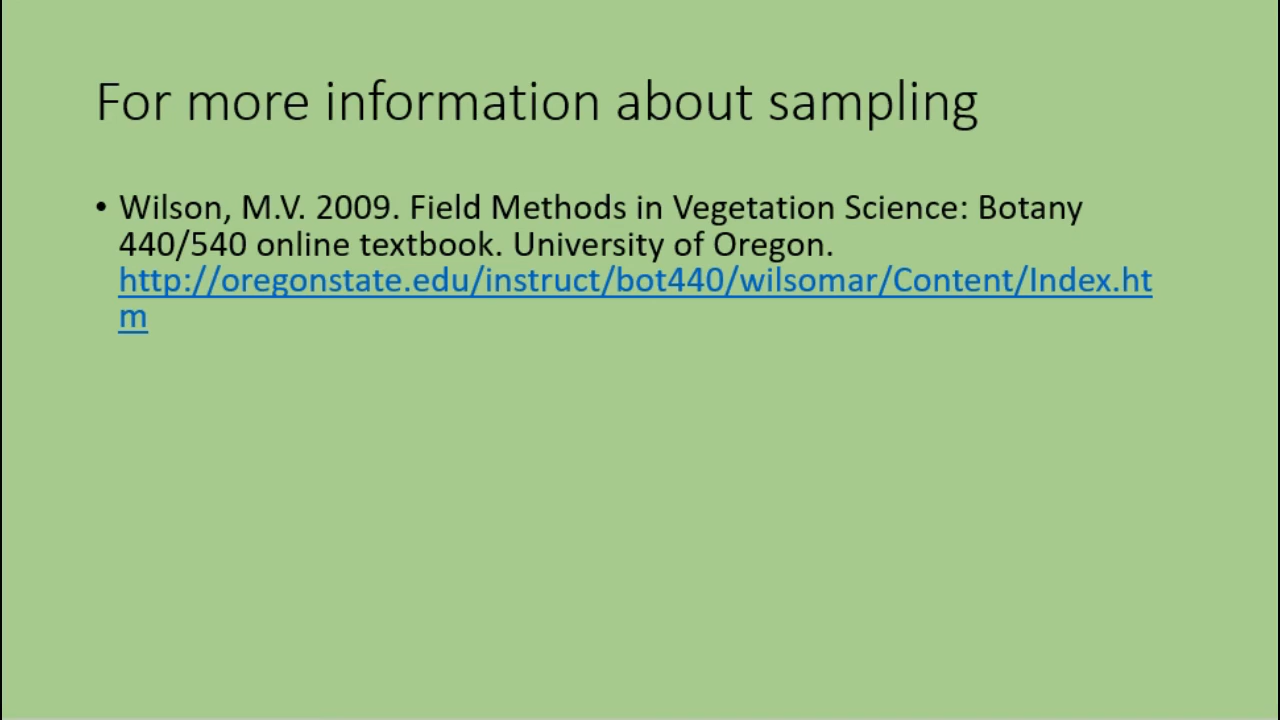 For more information about sampling
• Wilson, M.V. 2009. Field Methods in Vegetation Science: Botany
440/540 online textbook. University of Oregon.
http://oregonstate.edu/instruct/bot440/wilsomar/Content/Index.ht
m